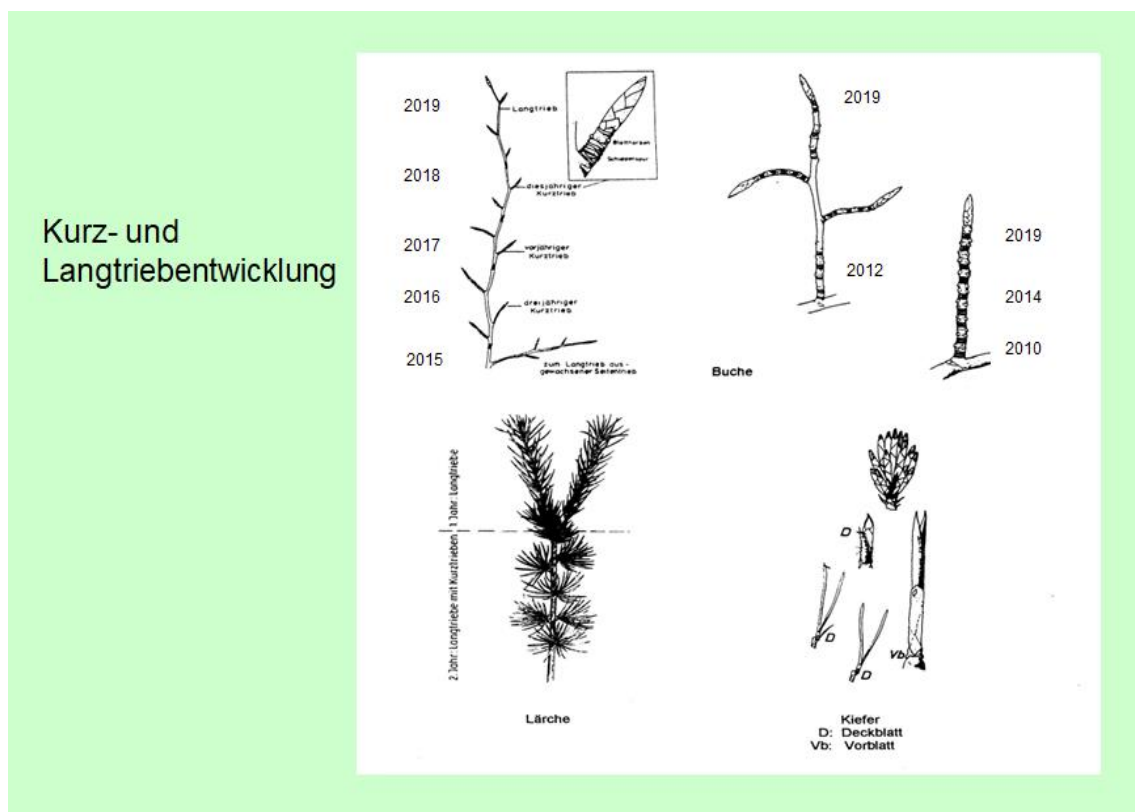 Kurz- und
Langtriebentwicklung
2019
2018
2017
2016
2015
Langtrieb
diesjähriger
Kurztrieb
vorjähriger
Kurztrieb
dreijähriger
Kurztrieb
zum Langtrieb aus-
gewachsener Seitentrieb
Blattnarben
2019
2012
2019
2014
2010
Buche
1.Jahr: Langtriebe
2.Jahr: Langtriebe mit Kurztrieben
Lärche
D
D
D
Vb
Kiefer
D: Deckblatt
Vb: Vorblatt